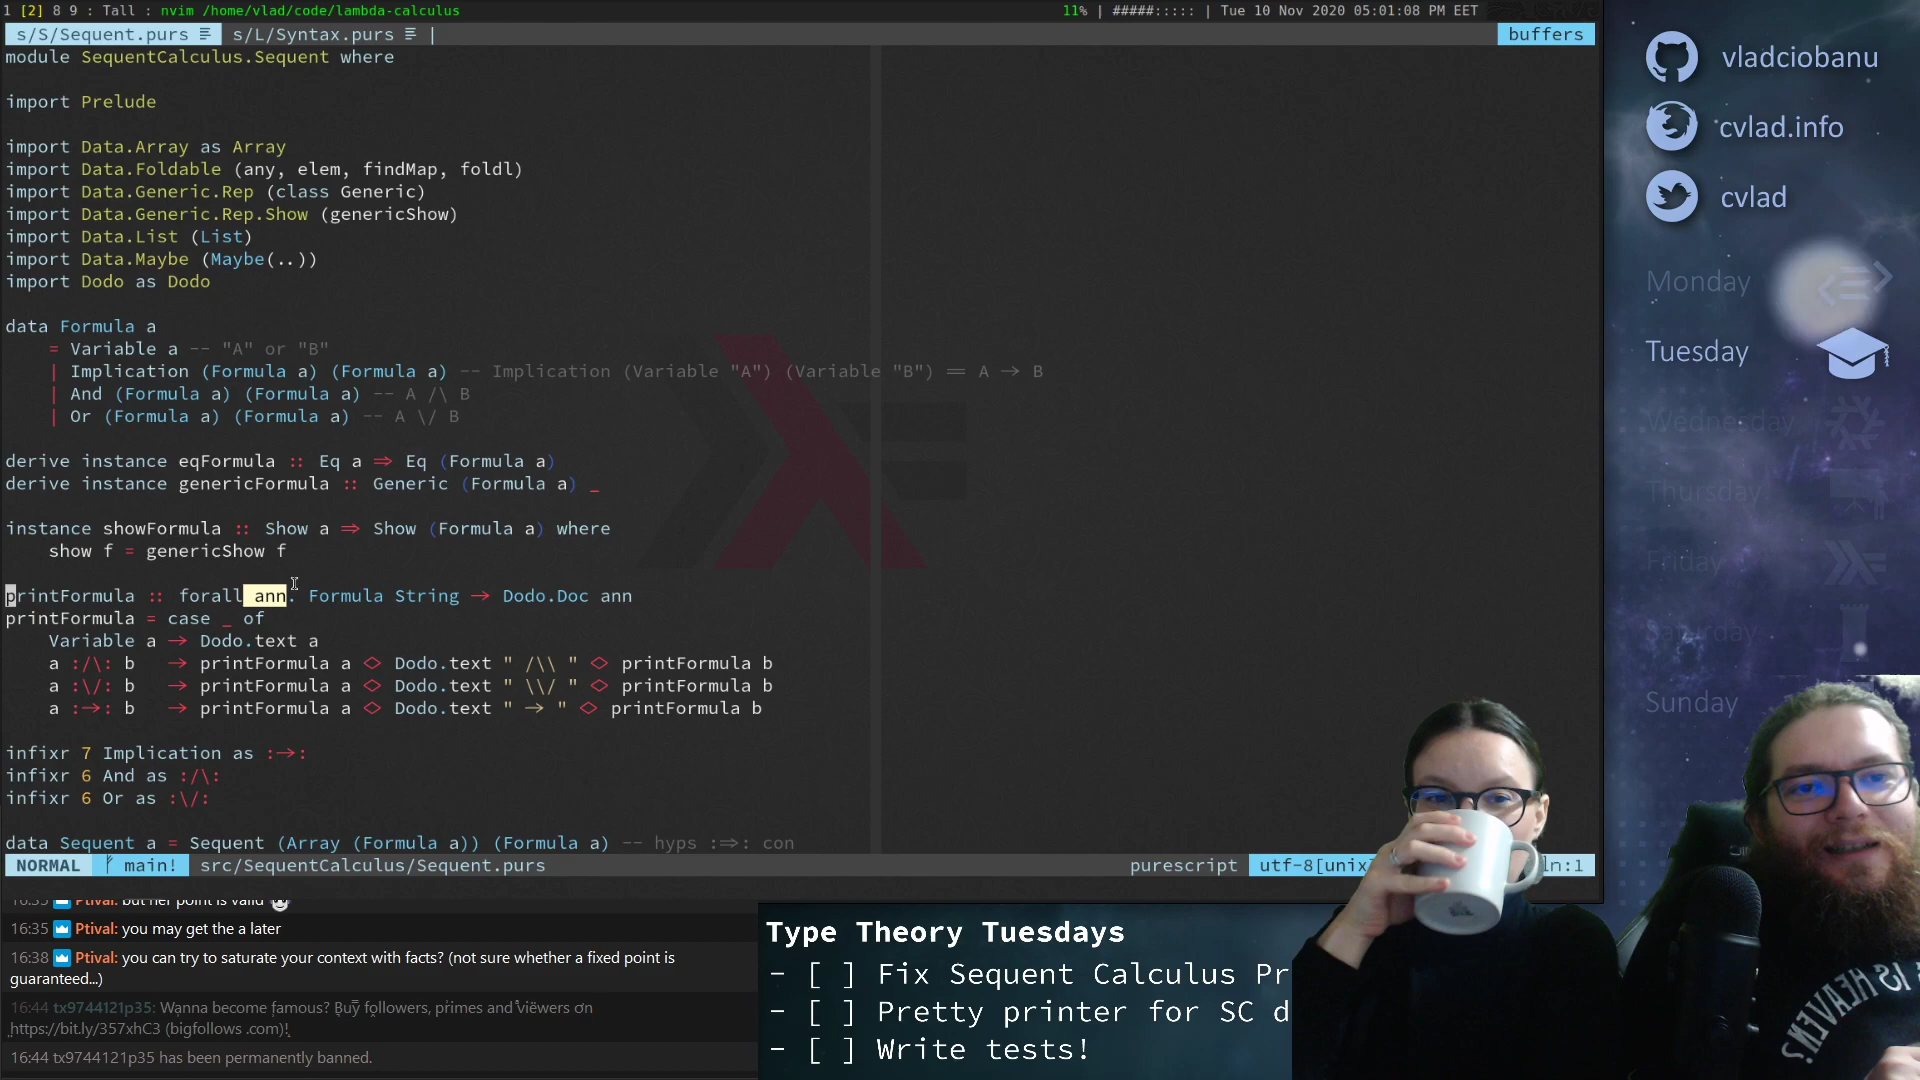 1 [2] 8 9 : Tall : nvim /home/vlad/code/lambda-calculus
11% | #####::::: | Tue 10 Nov 2020 05:01:08 PM EET
s/S/Sequent.purs s/L/Syntax.purs |
buffers
module SequentCalculus.Sequent where
import Prelude
import Data.Array as Array
import Data.Foldable (any, elem, findMap, foldl)
import Data.Generic.Rep (class Generic)
import Data.Generic.Rep.Show (genericShow)
import Data.List (List)
import Data.Maybe (Maybe(..))
import Dodo as Dodo
data Formula a
= Variable a -- "A" or "B"
| Implication (Formula a) (Formula a) -- Implication (Variable "A") (Variable "B") == A → B
| And (Formula a) (Formula a) -- A /\ B
| Or (Formula a) (Formula a) -- A \/ B
derive instance eqFormula :: Eq a ⇒ Eq (Formula a)
derive instance genericFormula :: Generic (Formula a) _
instance showFormula :: Show a ⇒ Show (Formula a) where
show f = genericShow f
printFormula :: forall ann. Formula String → Dodo.Doc ann
printFormula = case _ of
Variable a → Dodo.text a
a :/\: b → printFormula a <> Dodo.text " /\\ " <> printFormula b
a :\/: b → printFormula a <> Dodo.text " \\/ " <> printFormula b
a :→: b → printFormula a <> Dodo.text " → " <> printFormula b
infixr 7 Implication as :→:
infixr 6 And as :/\:
infixr 6 Or as :\/:
data Sequent a = Sequent (Array (Formula a)) (Formula a) -- hyps :⇒: con
NORMAL main! src/SequentCalculus/Sequent.purs
purescript utf-8[unix
ln:1
16:35 Ptival: but her point is valid
16:35 Ptival: you may get the a later
16:38 Ptival: you can try to saturate your context with facts? (not sure whether a fixed point is
guaranteed...)
16:44 tx9744121p35: Wanna become famous? Buy followers, primes and viewers on
https://bit.ly/357xhC3 (bigfollows .com)!
16:44 tx9744121p35 has been permanently banned.
Type Theory Tuesdays
- [ ] Fix Sequent Calculus Pr
- [ ] Pretty printer for SC d
- [ ] Write tests!
vladciobanu
cvlad.info
cvlad
Monday
Tuesday
Wednesday
Thursday
Friday
Saturday
Sunday